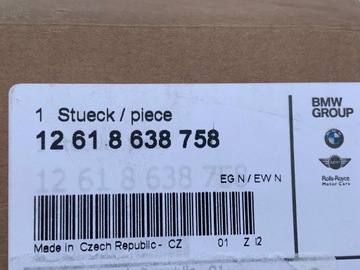 1 Stueck / piece
BMW
GROUP
12 61 8 638 758
Rolls-Royce
Motor Cars
12 61 8 638 758
EG N / EW N
Made in Czech Republic - CZ 01 Z I2